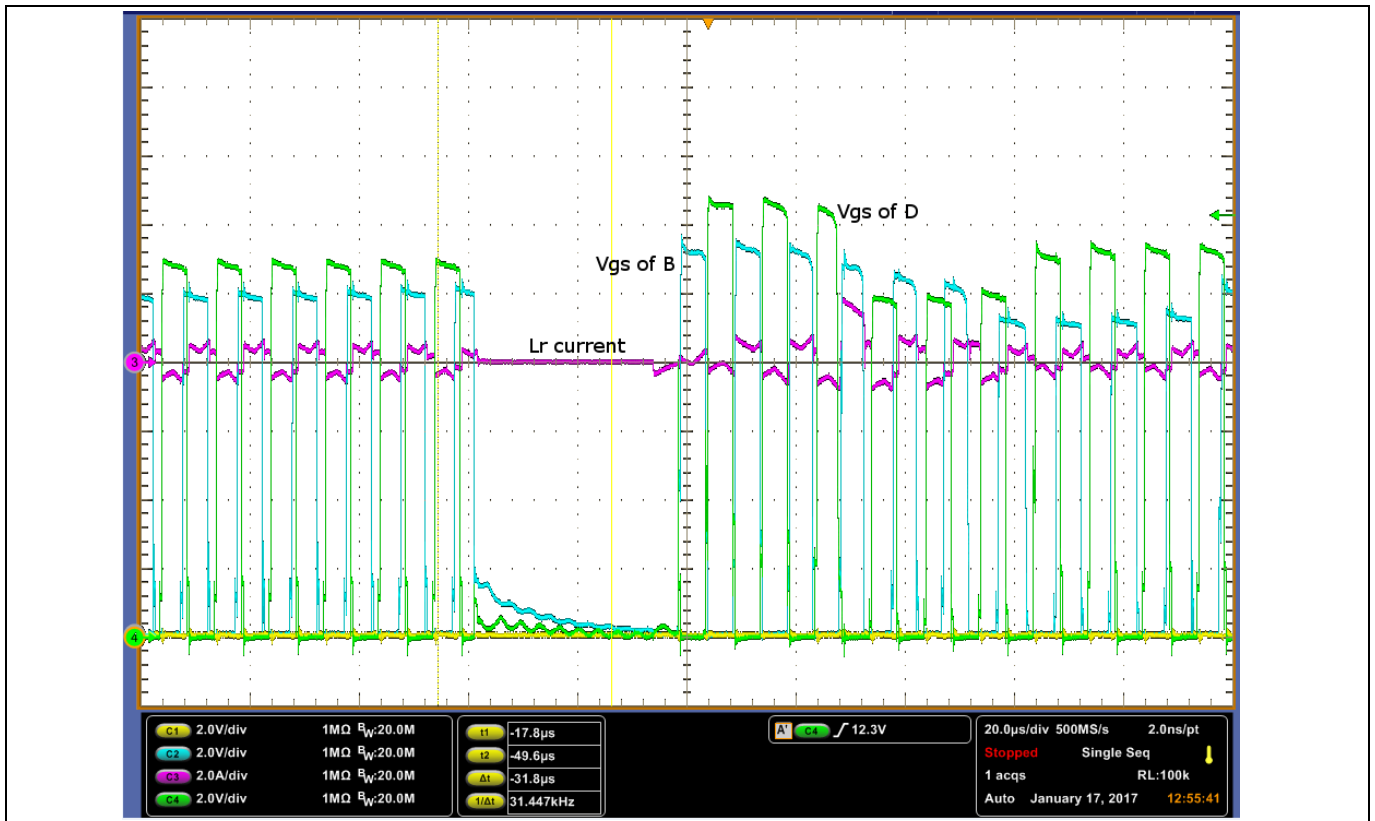 Vgs of D
Vgs of B
Lr current
3
4
C1 2.0V/div 1MΩ BW:20.0M
C2 2.0V/div 1MΩ BW:20.0M
C3 2.0A/div 1MΩ BW:20.0M
C4 2.0V/div 1MΩ BW:20.0M
t1 -17.8µs
t2 -49.6µs
Δt -31.8µs
1/Δt 31.447kHz
A' C4 12.3V
20.0µs/div 500MS/s 2.0ns/pt
Stopped Single Seq
1 acqs RL:100k
Auto January 17, 2017 12:55:41